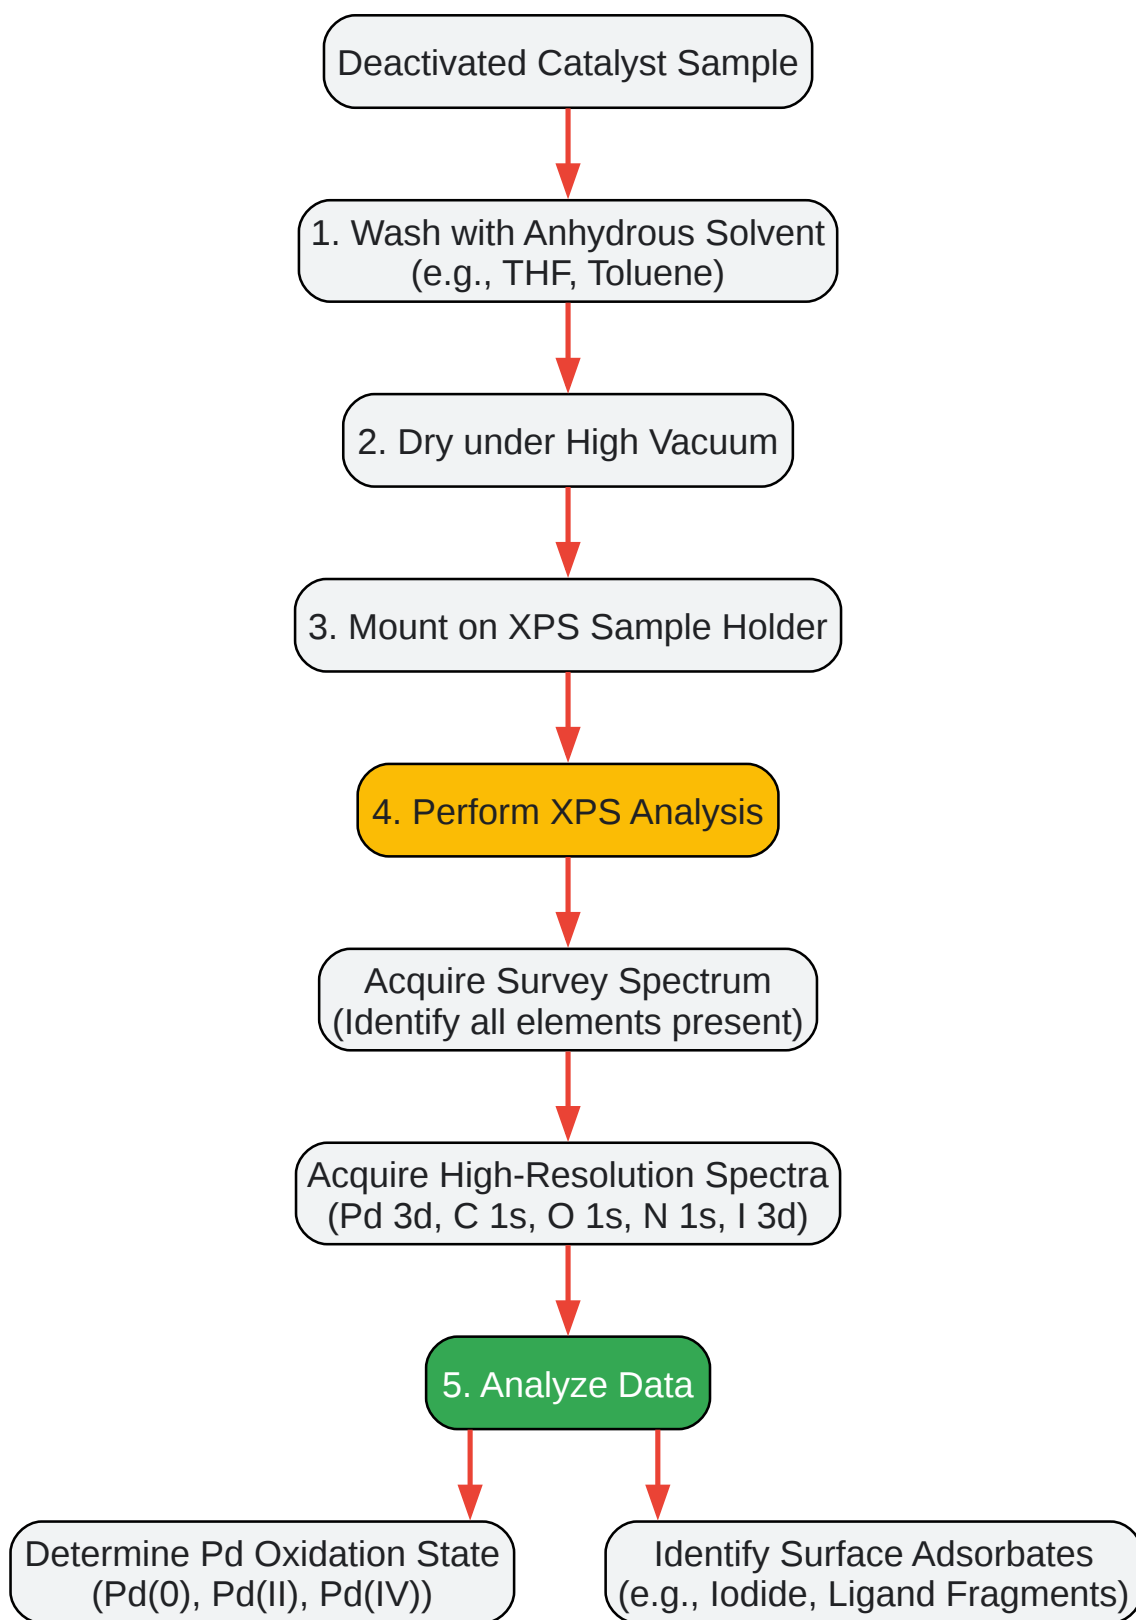 Deactivated Catalyst Sample
1. Wash with Anhydrous Solvent
(e.g., THF, Toluene)
2. Dry under High Vacuum
3. Mount on XPS Sample Holder
4. Perform XPS Analysis
Acquire Survey Spectrum
(Identify all elements present)
Acquire High-Resolution Spectra
(Pd 3d, C 1s, O 1s, N 1s, I 3d)
5. Analyze Data
Determine Pd Oxidation State
(Pd(0), Pd(II), Pd(IV))
Identify Surface Adsorbates
(e.g., Iodide, Ligand Fragments)